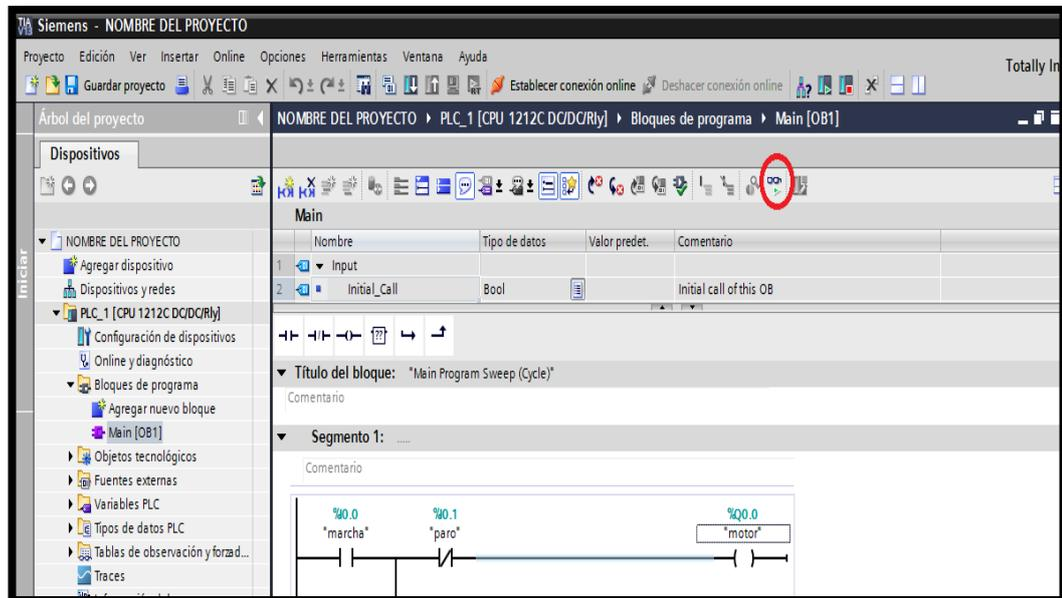 TIA V13 Siemens - NOMBRE DEL PROYECTO
Proyecto Edición Ver Insertar Online Opciones Herramientas Ventana Ayuda
Totally In
Guardar proyecto Establecer conexión online Deshacer conexión online
Árbol del proyecto
NOMBRE DEL PROYECTO PLC_1 [CPU 1212C DC/DC/Rly] Bloques de programa Main [OB1]
Dispositivos
Iniciar
NOMBRE DEL PROYECTO
Agregar dispositivo
Dispositivos y redes
PLC_1 [CPU 1212C DC/DC/Rly]
Configuración de dispositivos
Online y diagnóstico
Bloques de programa
Agregar nuevo bloque
Main [OB1]
Objetos tecnológicos
Fuentes externas
Variables PLC
Tipos de datos PLC
Tablas de observación y forzad...
Traces
Main
Nombre Tipo de datos Valor predet. Comentario
1 Input
2 Initial_Call Bool Initial call of this OB
??
Título del bloque: "Main Program Sweep (Cycle)"
Comentario
Segmento 1: .....
Comentario
%I0.0 %I0.1 %Q0.0
"marcha" "paro" "motor"